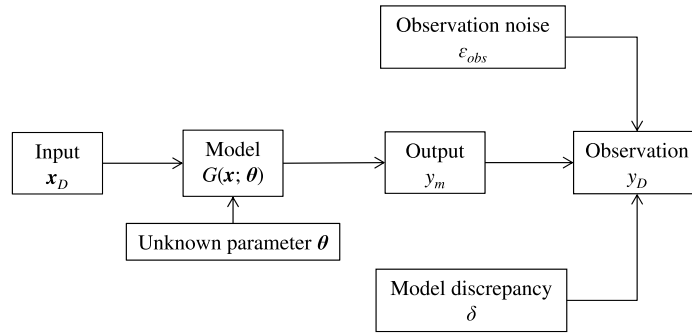 Observation noise
ε_obs
Input
x_D
Model
G(x; θ)
Output
y_m
Observation
y_D
Unknown parameter θ
Model discrepancy
δ